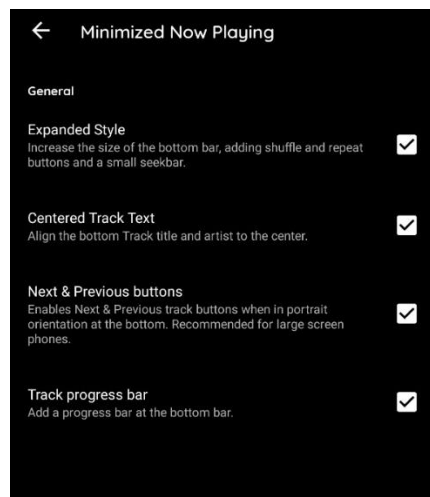 Minimized Now Playing
General
Expanded Style
Increase the size of the bottom bar, adding shuffle and repeat
buttons and a small seekbar.
Centered Track Text
Align the bottom Track title and artist to the center.
Next & Previous buttons
Enables Next & Previous track buttons when in portrait
orientation at the bottom. Recommended for large screen
phones.
Track progress bar
Add a progress bar at the bottom bar.